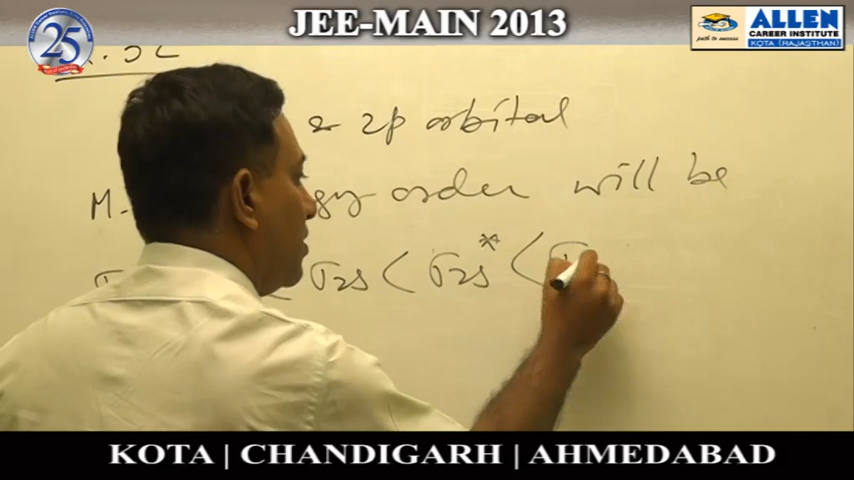 JEE-MAIN 2013
25
path to success
ALLEN
CAREER INSTITUTE
KOTA (RAJASTHAN)
& 2p orbital
M. order will be
< σ2s < σ2s* < σ
KOTA | CHANDIGARH | AHMEDABAD